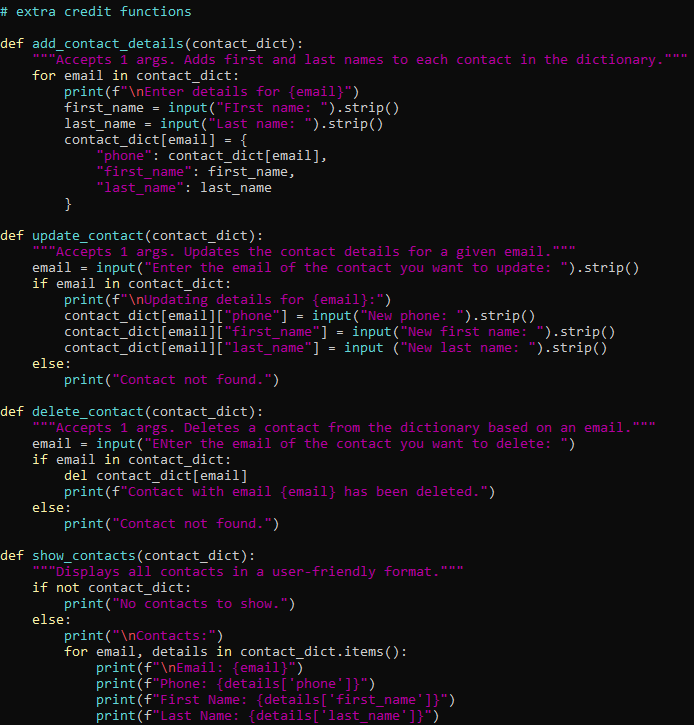 # extra credit functions
def add_contact_details(contact_dict):
    """Accepts 1 args. Adds first and last names to each contact in the dictionary."""
    for email in contact_dict:
        print(f"\nEnter details for {email}")
        first_name = input("FIrst name: ").strip()
        last_name = input("Last name: ").strip()
        contact_dict[email] = {
            "phone": contact_dict[email],
            "first_name": first_name,
            "last_name": last_name
        }
def update_contact(contact_dict):
    """Accepts 1 args. Updates the contact details for a given email."""
    email = input("Enter the email of the contact you want to update: ").strip()
    if email in contact_dict:
        print(f"\nUpdating details for {email}:")
        contact_dict[email]["phone"] = input("New phone: ").strip()
        contact_dict[email]["first_name"] = input("New first name: ").strip()
        contact_dict[email]["last_name"] = input ("New last name: ").strip()
    else:
        print("Contact not found.")
def delete_contact(contact_dict):
    """Accepts 1 args. Deletes a contact from the dictionary based on an email."""
    email = input("ENter the email of the contact you want to delete: ")
    if email in contact_dict:
        del contact_dict[email]
        print(f"Contact with email {email} has been deleted.")
    else:
        print("Contact not found.")
def show_contacts(contact_dict):
    """Displays all contacts in a user-friendly format."""
    if not contact_dict:
        print("No contacts to show.")
    else:
        print("\nContacts:")
        for email, details in contact_dict.items():
            print(f"\nEmail: {email}")
            print(f"Phone: {details['phone']}")
            print(f"First Name: {details['first_name']}")
            print(f"Last Name: {details['last_name']}")